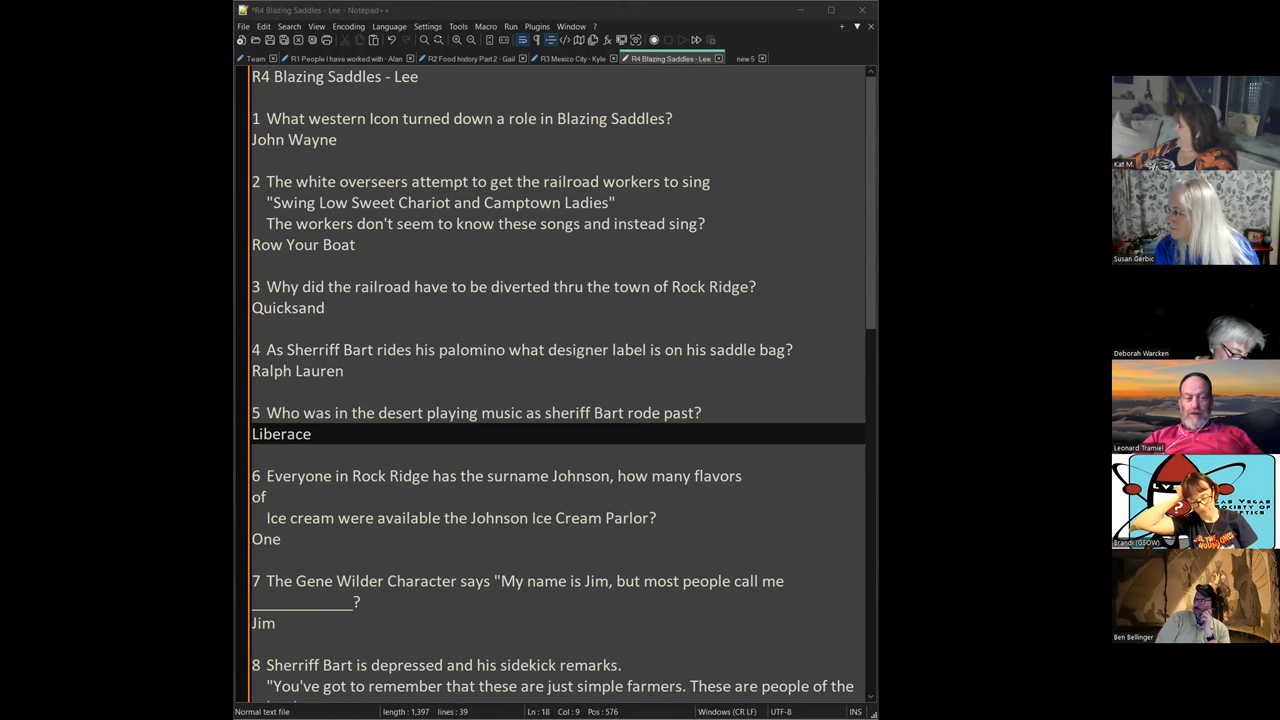 *R4 Blazing Saddles - Lee - Notepad++
File Edit Search View Encoding Language Settings Tools Macro Run Plugins Window ?
Team R1 People I have worked with - Alan R2 Food history Part 2 - Gail R3 Mexico City - Kyle R4 Blazing Saddles - Lee new 5
R4 Blazing Saddles - Lee
1 What western Icon turned down a role in Blazing Saddles?
John Wayne
2 The white overseers attempt to get the railroad workers to sing
"Swing Low Sweet Chariot and Camptown Ladies"
The workers don't seem to know these songs and instead sing?
Row Your Boat
3 Why did the railroad have to be diverted thru the town of Rock Ridge?
Quicksand
4 As Sherriff Bart rides his palomino what designer label is on his saddle bag?
Ralph Lauren
5 Who was in the desert playing music as sheriff Bart rode past?
Liberace
6 Everyone in Rock Ridge has the surname Johnson, how many flavors
of
Ice cream were available the Johnson Ice Cream Parlor?
One
7 The Gene Wilder Character says "My name is Jim, but most people call me
____________?
Jim
8 Sherriff Bart is depressed and his sidekick remarks.
"You've got to remember that these are just simple farmers. These are people of the
Normal text file length : 1,397 lines : 39 Ln : 18 Col : 9 Pos : 576 Windows (CR LF) UTF-8 INS
Kat M.
Susan Gerbic
Deborah Warcken
Leonard Tramiel
Brandi (GSOW)
Ben Bellinger